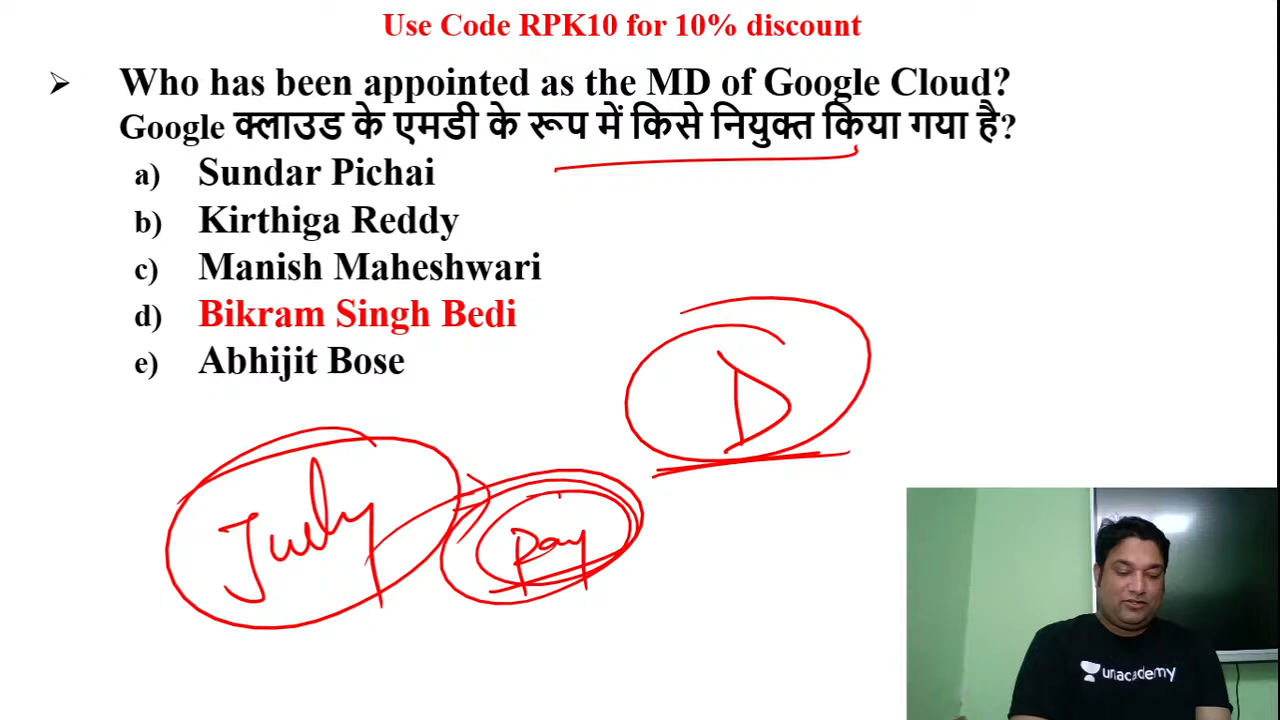 Use Code RPK10 for 10% discount
➢ Who has been appointed as the MD of Google Cloud?
Google क्लाउड के एमडी के रूप में किसे नियुक्त किया गया है?
a) Sundar Pichai
b) Kirthiga Reddy
c) Manish Maheshwari
d) Bikram Singh Bedi
e) Abhijit Bose
D
July
unacademy